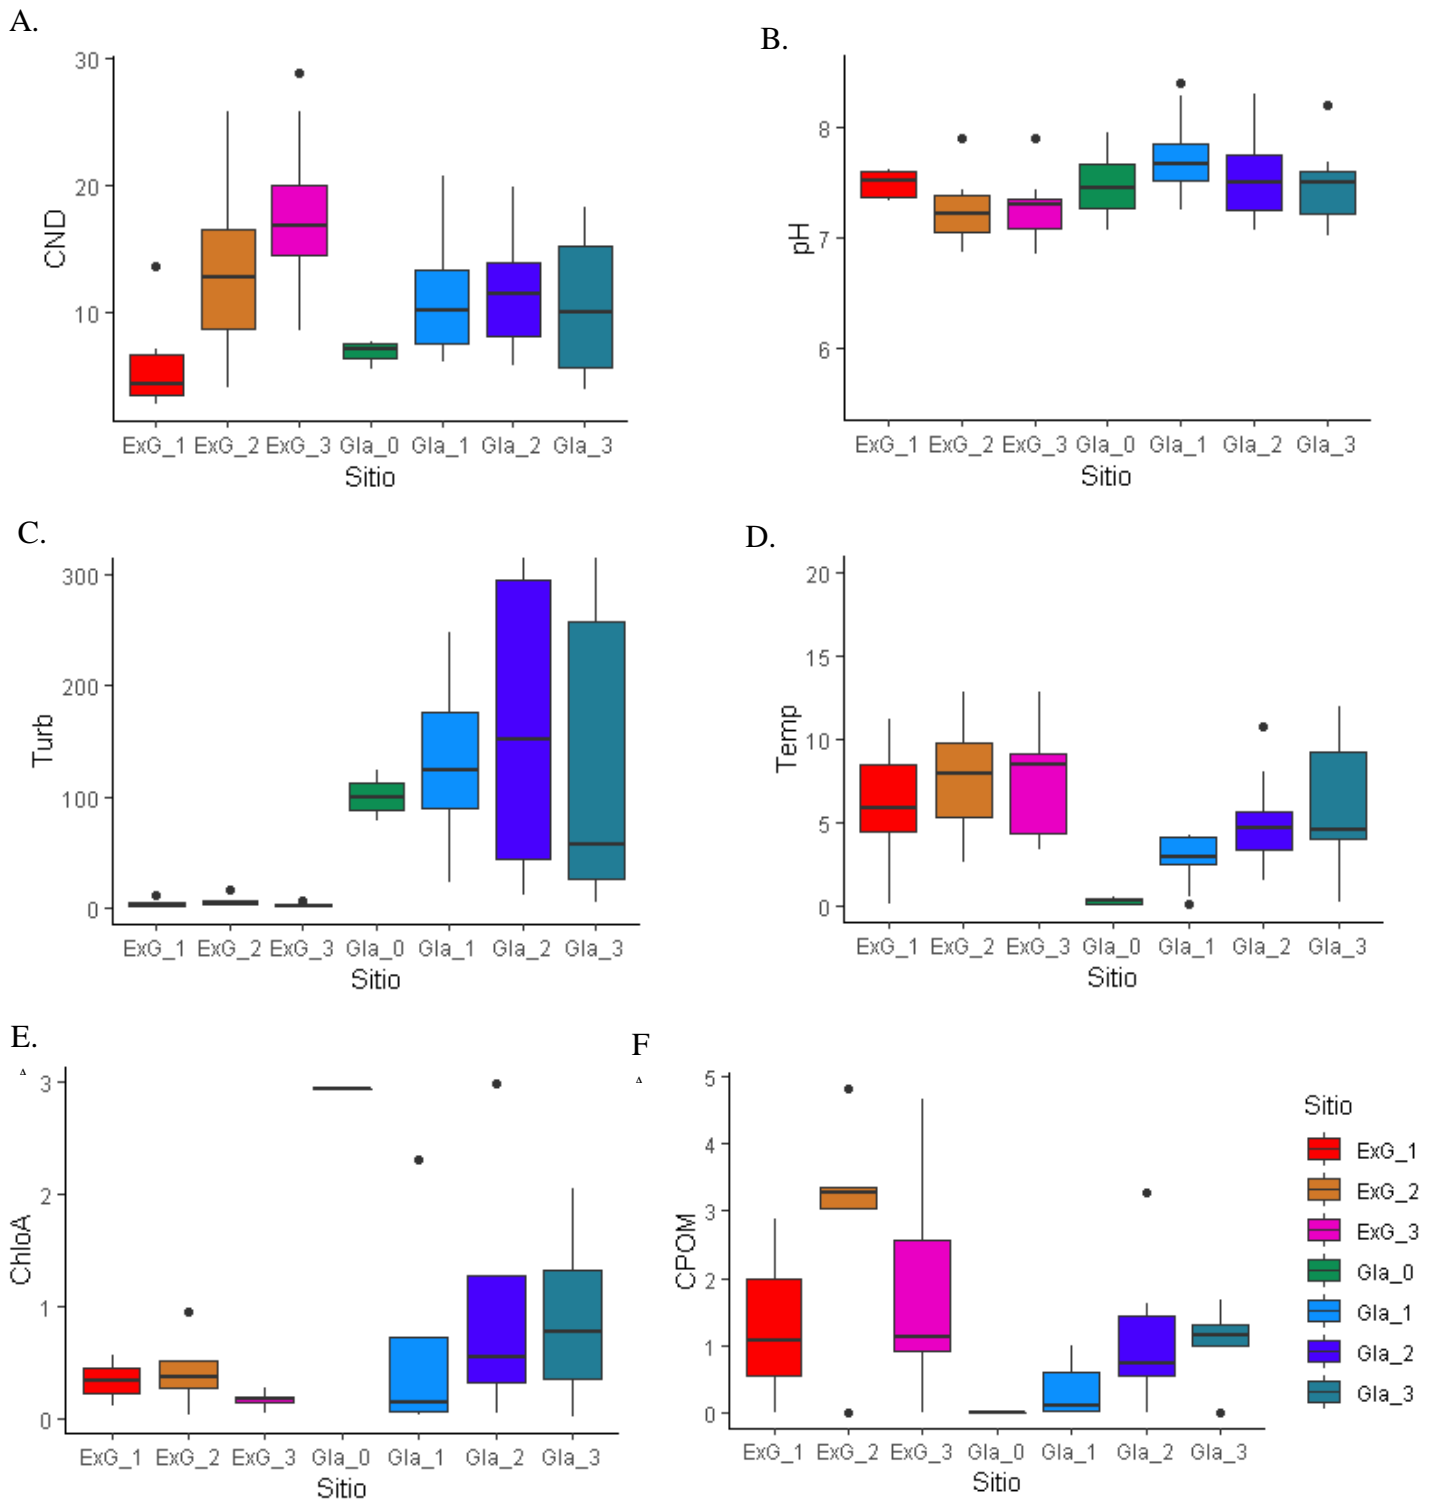 A.
30
20
10
CND
ExG_1 ExG_2 ExG_3 Gla_0 Gla_1 Gla_2 Gla_3
Sitio
B.
8
7
6
pH
ExG_1 ExG_2 ExG_3 Gla_0 Gla_1 Gla_2 Gla_3
Sitio
C.
300
200
100
0
Turb
ExG_1 ExG_2 ExG_3 Gla_0 Gla_1 Gla_2 Gla_3
Sitio
D.
20
15
10
5
0
Temp
ExG_1 ExG_2 ExG_3 Gla_0 Gla_1 Gla_2 Gla_3
Sitio
E.
Δ
3
2
1
0
ChloA
ExG_1 ExG_2 ExG_3 Gla_0 Gla_1 Gla_2 Gla_3
Sitio
F
Δ
5
4
3
2
1
0
CPOM
ExG_1 ExG_2 ExG_3 Gla_0 Gla_1 Gla_2 Gla_3
Sitio
Sitio
ExG_1
ExG_2
ExG_3
Gla_0
Gla_1
Gla_2
Gla_3